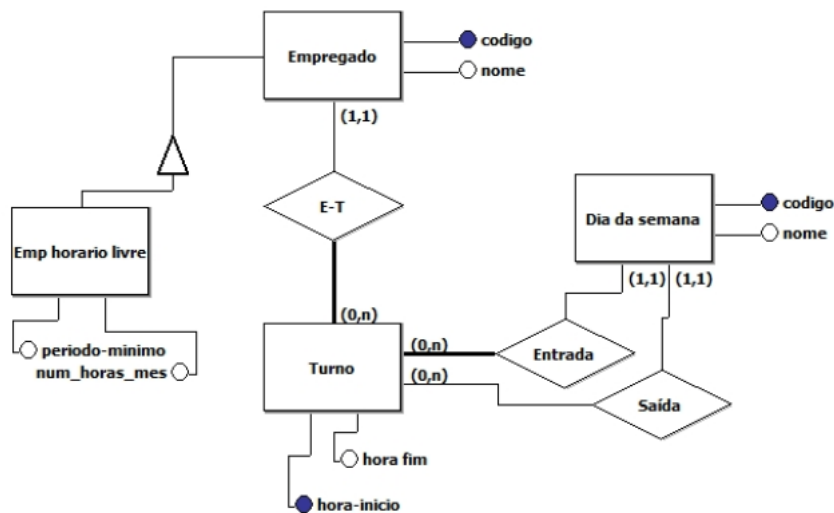 Empregado
codigo
nome
(1,1)
E-T
Dia da semana
codigo
nome
Emp horario livre
(1,1)
(1,1)
periodo-minimo
num_horas_mes
(0,n)
Turno
(0,n)
Entrada
(0,n)
Saída
hora fim
hora-inicio